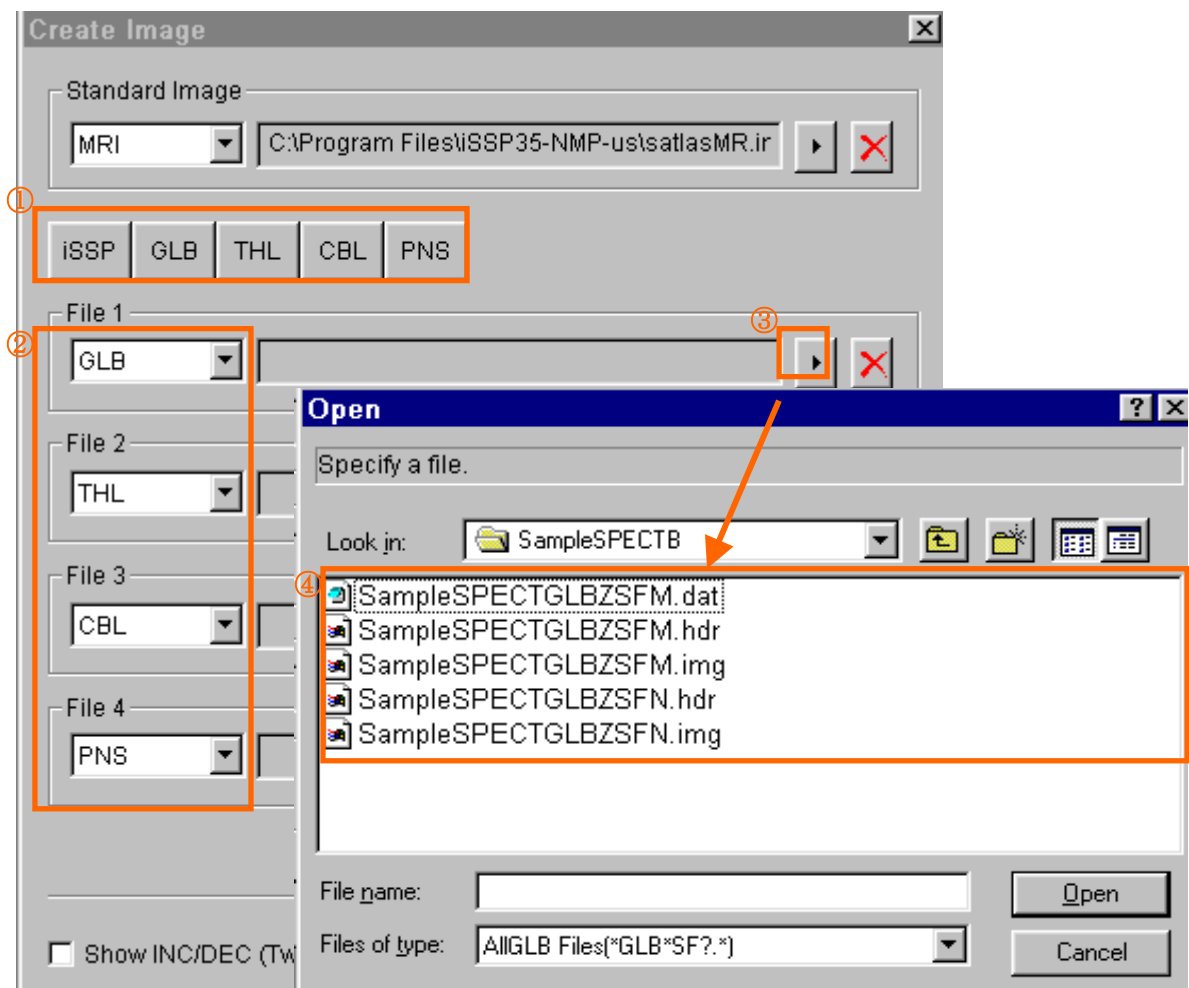 Create Image
Standard Image
MRI
C:\Program Files\iSSP35-NMP-us\satlasMR.ir
①
iSSP GLB THL CBL PNS
File 1
②
③
GLB
Open
File 2
Specify a file.
THL
Look in: SampleSPECTB
File 3
④
SampleSPECTGLBZSFM.dat
SampleSPECTGLBZSFM.hdr
CBL
SampleSPECTGLBZSFM.img
SampleSPECTGLBZSFN.hdr
File 4
SampleSPECTGLBZSFN.img
PNS
File name:
Open
Files of type: AllGLB Files(*GLB*SF?.*)
Cancel
Show INC/DEC (Tw